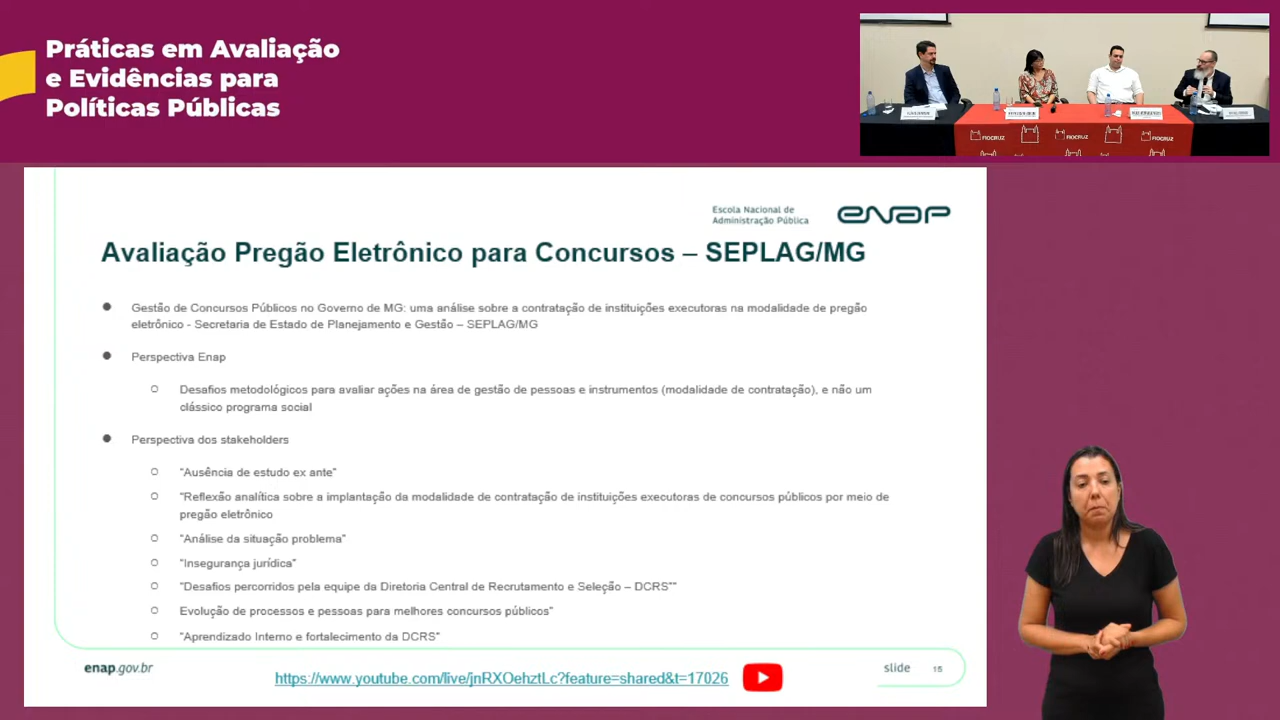 Práticas em Avaliação
e Evidências para
Políticas Públicas
FIOCRUZ
FIOCRUZ
FIOCRUZ
Escola Nacional de
Administração Pública
enap
Avaliação Pregão Eletrônico para Concursos – SEPLAG/MG
● Gestão de Concursos Públicos no Governo de MG: uma análise sobre a contratação de instituições executoras na modalidade de pregão
eletrônico - Secretaria de Estado de Planejamento e Gestão – SEPLAG/MG
● Perspectiva Enap
○ Desafios metodológicos para avaliar ações na área de gestão de pessoas e instrumentos (modalidade de contratação), e não um
clássico programa social
● Perspectiva dos stakeholders
○ "Ausência de estudo ex ante"
○ "Reflexão analítica sobre a implantação da modalidade de contratação de instituições executoras de concursos públicos por meio de
pregão eletrônico
○ "Análise da situação problema"
○ "Insegurança jurídica"
○ "Desafios percorridos pela equipe da Diretoria Central de Recrutamento e Seleção – DCRS""
○ Evolução de processos e pessoas para melhores concursos públicos"
○ "Aprendizado Interno e fortalecimento da DCRS"
enap.gov.br
https://www.youtube.com/live/jnRXOehztLc?feature=shared&t=17026
slide 15